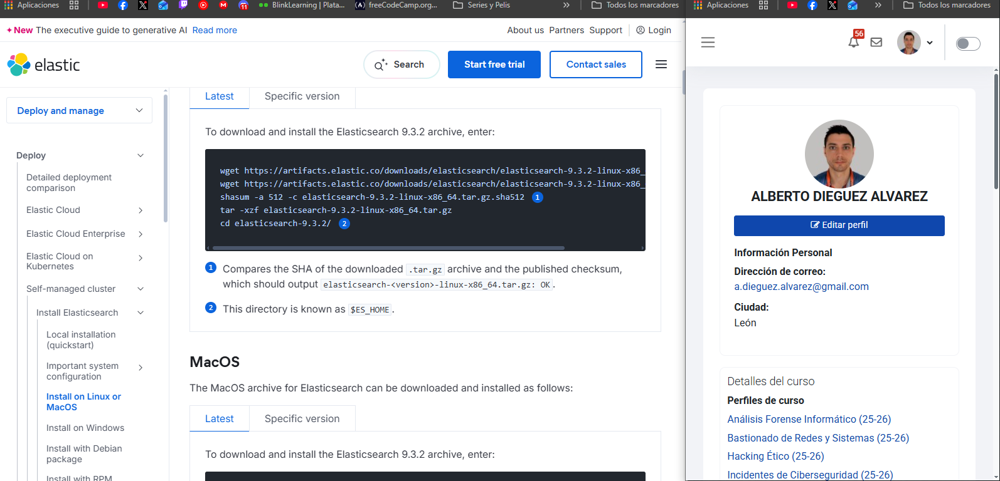 Aplicaciones
BlinkLearning | Plata...
freeCodeCamp.org...
Series y Pelis
»
Todos los marcadores
New The executive guide to generative AI Read more
About us Partners Support
Login
elastic
Search
Start free trial
Contact sales
Deploy and manage
Deploy
Detailed deployment
comparison
Elastic Cloud
Elastic Cloud Enterprise
Elastic Cloud on
Kubernetes
Self-managed cluster
Install Elasticsearch
Local installation
(quickstart)
Important system
configuration
Install on Linux or
MacOS
Install on Windows
Install with Debian
package
Install with RPM
Latest
Specific version
To download and install the Elasticsearch 9.3.2 archive, enter:
wget https://artifacts.elastic.co/downloads/elasticsearch/elasticsearch-9.3.2-linux-x86_
wget https://artifacts.elastic.co/downloads/elasticsearch/elasticsearch-9.3.2-linux-x86_
shasum -a 512 -c elasticsearch-9.3.2-linux-x86_64.tar.gz.sha512 1
tar -xzf elasticsearch-9.3.2-linux-x86_64.tar.gz
cd elasticsearch-9.3.2/ 2
1 Compares the SHA of the downloaded .tar.gz archive and the published checksum,
which should output elasticsearch-<version>-linux-x86_64.tar.gz: OK.
2 This directory is known as $ES_HOME.
MacOS
The MacOS archive for Elasticsearch can be downloaded and installed as follows:
Latest
Specific version
To download and install the Elasticsearch 9.3.2 archive, enter:
Aplicaciones
»
Todos los marcadores
56
ALBERTO DIEGUEZ ALVAREZ
Editar perfil
Información Personal
Dirección de correo:
a.dieguez.alvarez@gmail.com
Ciudad:
León
Detalles del curso
Perfiles de curso
Análisis Forense Informático (25-26)
Bastionado de Redes y Sistemas (25-26)
Hacking Ético (25-26)
Incidentes de Ciberseguridad (25-26)